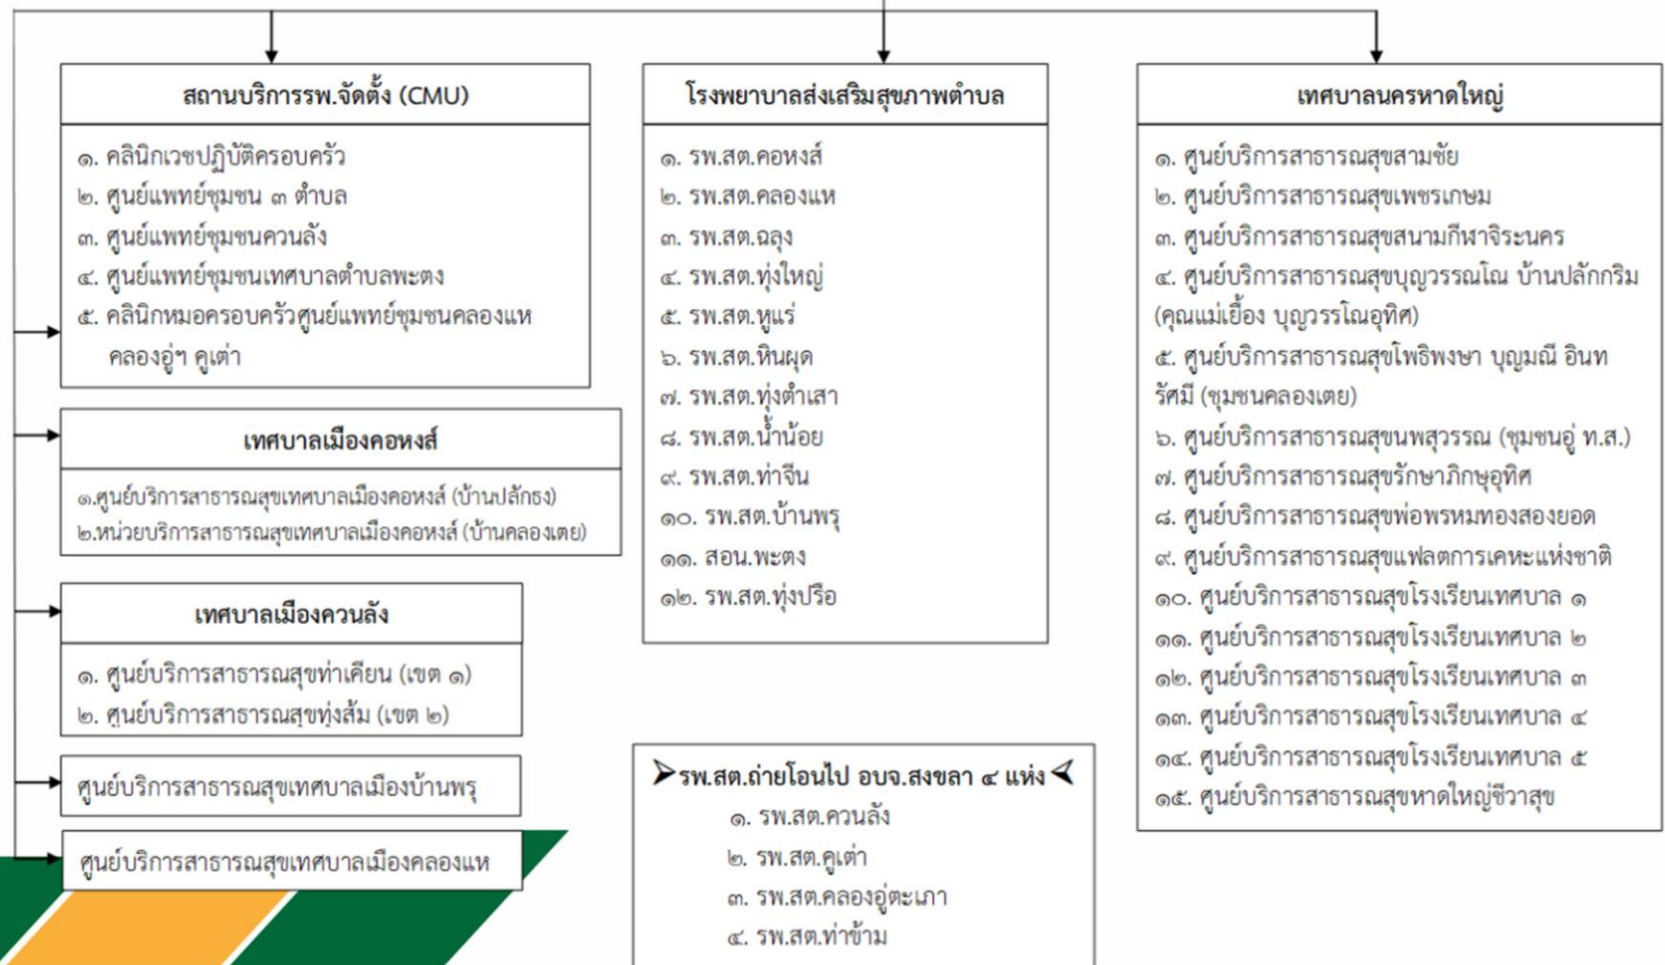 สถานบริการรพ.จัดตั้ง (CMU)
๑. คลินิกเวชปฏิบัติครอบครัว
๒. ศูนย์แพทย์ชุมชน ๓ ตำบล
๓. ศูนย์แพทย์ชุมชนควนลัง
๔. ศูนย์แพทย์ชุมชนเทศบาลตำบลพะตง
๕. คลินิกหมอครอบครัวศูนย์แพทย์ชุมชนคลองแห
คลองอู่ฯ คูเต่า
เทศบาลเมืองคอหงส์
๑.ศูนย์บริการสาธารณสุขเทศบาลเมืองคอหงส์ (บ้านปลักธง)
๒.หน่วยบริการสาธารณสุขเทศบาลเมืองคอหงส์ (บ้านคลองเตย)
เทศบาลเมืองควนลัง
๑. ศูนย์บริการสาธารณสุขท่าเคียน (เขต ๑)
๒. ศูนย์บริการสาธารณสุขทุ่งส้ม (เขต ๒)
ศูนย์บริการสาธารณสุขเทศบาลเมืองบ้านพรุ
ศูนย์บริการสาธารณสุขเทศบาลเมืองคลองแห
โรงพยาบาลส่งเสริมสุขภาพตำบล
๑. รพ.สต.คอหงส์
๒. รพ.สต.คลองแห
๓. รพ.สต.ฉลุง
๔. รพ.สต.ทุ่งใหญ่
๕. รพ.สต.หูแร่
๖. รพ.สต.หินผุด
๗. รพ.สต.ทุ่งตำเสา
๘. รพ.สต.น้ำน้อย
๙. รพ.สต.ท่าจีน
๑๐. รพ.สต.บ้านพรุ
๑๑. สอน.พะตง
๑๒. รพ.สต.ทุ่งปรือ
➢รพ.สต.ถ่ายโอนไป อบจ.สงขลา ๔ แห่ง
๑. รพ.สต.ควนลัง
๒. รพ.สต.คูเต่า
๓. รพ.สต.คลองอู่ตะเภา
๔. รพ.สต.ท่าข้าม
เทศบาลนครหาดใหญ่
๑. ศูนย์บริการสาธารณสุขสามชัย
๒. ศูนย์บริการสาธารณสุขเพชรเกษม
๓. ศูนย์บริการสาธารณสุขสนามกีฬาจิระนคร
๔. ศูนย์บริการสาธารณสุขบุญวรรณโณ บ้านปลักกริม
(คุณแม่เยื้อง บุญวรรโณอุทิศ)
๕. ศูนย์บริการสาธารณสุขโพธิพงษา บุญมณี อินท
รัศมี (ชุมชนคลองเตย)
๖. ศูนย์บริการสาธารณสุขนพสุวรรณ (ชุมชนอู่ ท.ส.)
๗. ศูนย์บริการสาธารณสุขรักษาภิกษุอุทิศ
๘. ศูนย์บริการสาธารณสุขพ่อพรหมทองสองยอด
๙. ศูนย์บริการสาธารณสุขแฟลตการเคหะแห่งชาติ
๑๐. ศูนย์บริการสาธารณสุขโรงเรียนเทศบาล ๑
๑๑. ศูนย์บริการสาธารณสุขโรงเรียนเทศบาล ๒
๑๒. ศูนย์บริการสาธารณสุขโรงเรียนเทศบาล ๓
๑๓. ศูนย์บริการสาธารณสุขโรงเรียนเทศบาล ๔
๑๔. ศูนย์บริการสาธารณสุขโรงเรียนเทศบาล ๕
๑๕. ศูนย์บริการสาธารณสุขหาดใหญ่ชีวาสุข